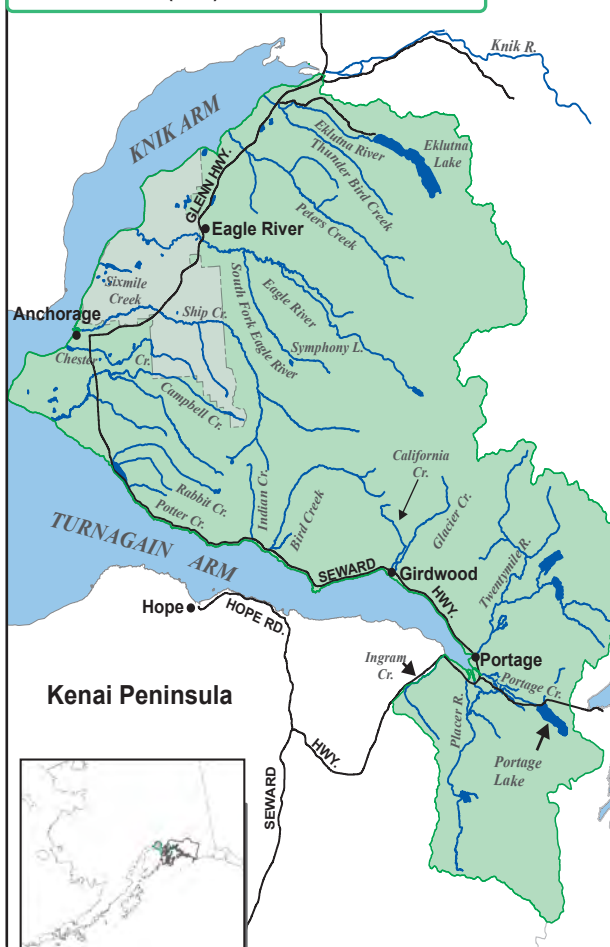 Knik R.
KNIK ARM
Eklutna River
Eklutna
Lake
Thunder Bird Creek
GLENN HWY.
Peters Creek
Eagle River
Sixmile
Creek
South Fork Eagle River
Eagle River
Ship Cr.
Anchorage
Symphony L.
Chester
Cr.
Campbell Cr.
California
Cr.
Rabbit Cr.
Potter Cr.
Indian Cr.
Bird Creek
Glacier Cr.
TURNAGAIN ARM
Twentymile R.
SEWARD
HWY.
Girdwood
Hope
HOPE RD.
Ingram
Cr.
Portage
Portage Cr.
Kenai Peninsula
Placer R.
HWY.
SEWARD
Portage
Lake